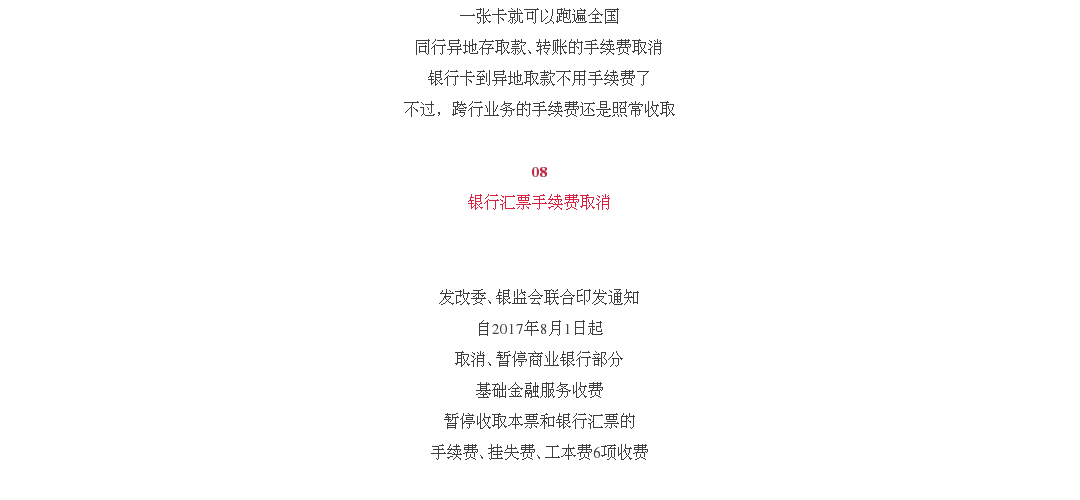 一张卡就可以跑遍全国
同行异地存取款、转账的手续费取消
银行卡到异地取款不用手续费了
不过，跨行业务的手续费还是照常收取
08
银行汇票手续费取消
发改委、银监会联合印发通知
自2017年8月1日起
取消、暂停商业银行部分
基础金融服务收费
暂停收取本票和银行汇票的
手续费、挂失费、工本费6项收费